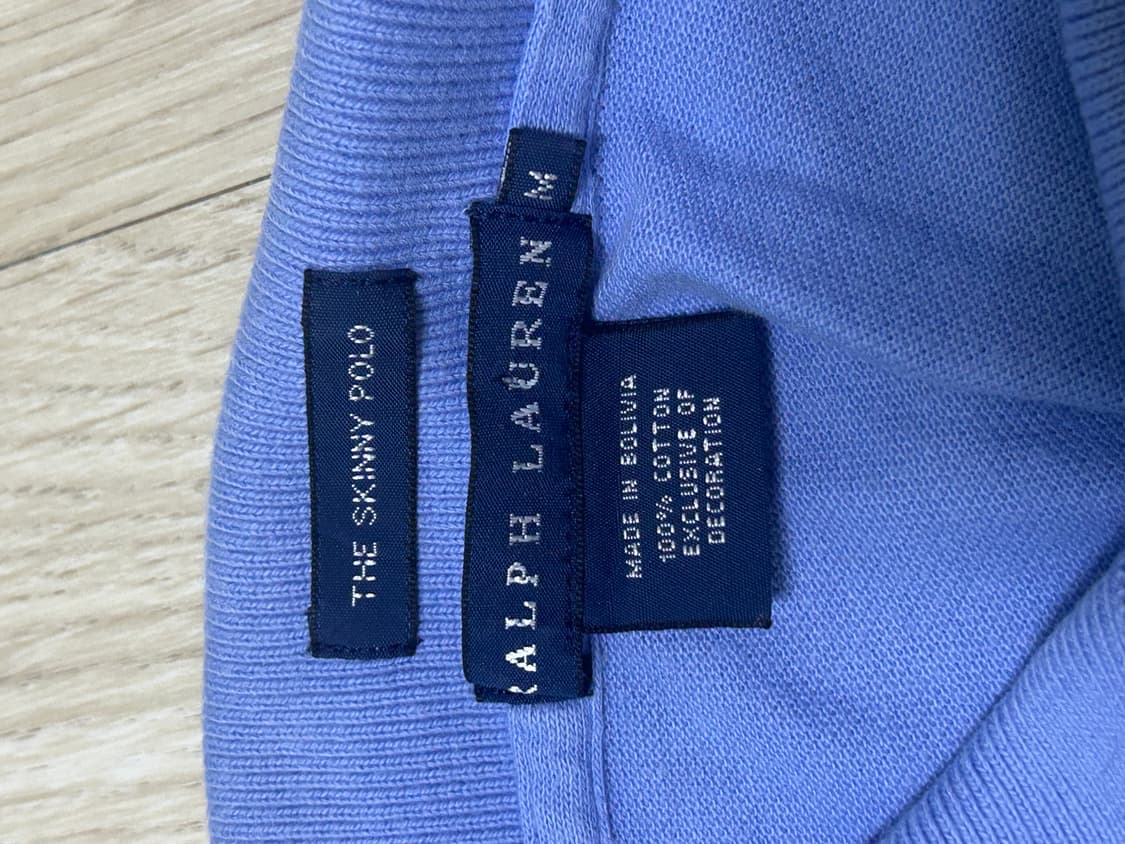 THE SKINNY POLO
RALPH LAUREN
M
MADE IN BOLIVIA
100% COTTON
EXCLUSIVE OF
DECORATION